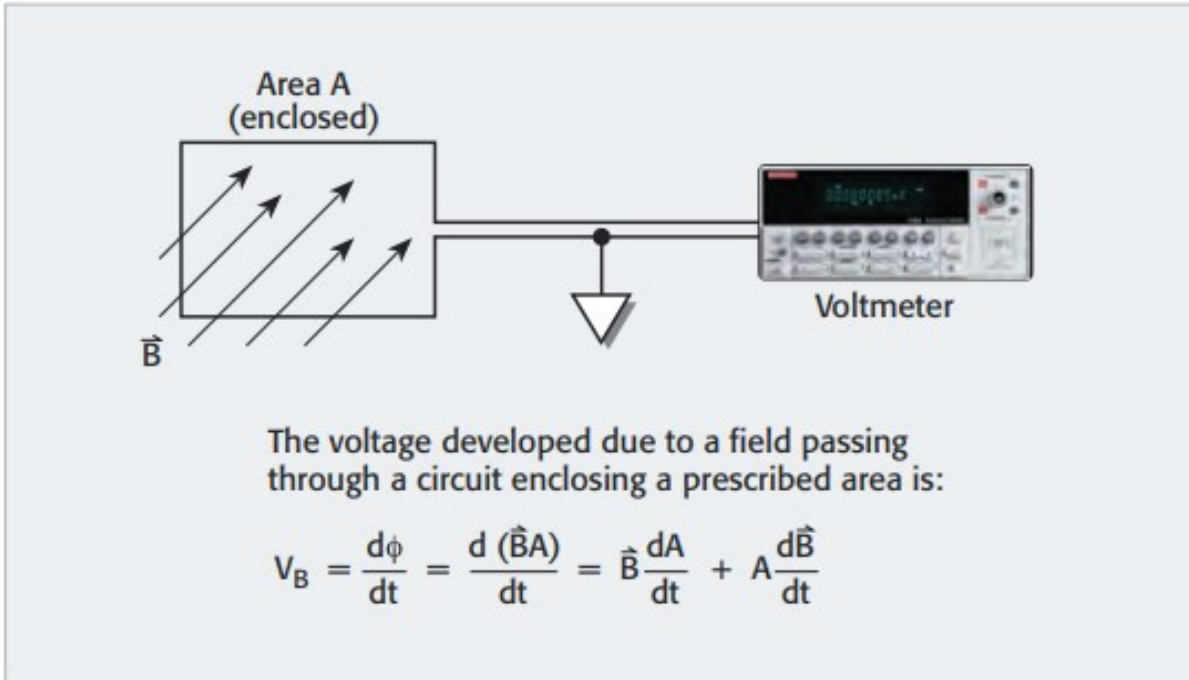 Area A
(enclosed)
B⃗
Voltmeter
The voltage developed due to a field passing
through a circuit enclosing a prescribed area is:
V_B = dϕ/dt = d (B⃗A)/dt = B⃗ dA/dt + A dB⃗/dt